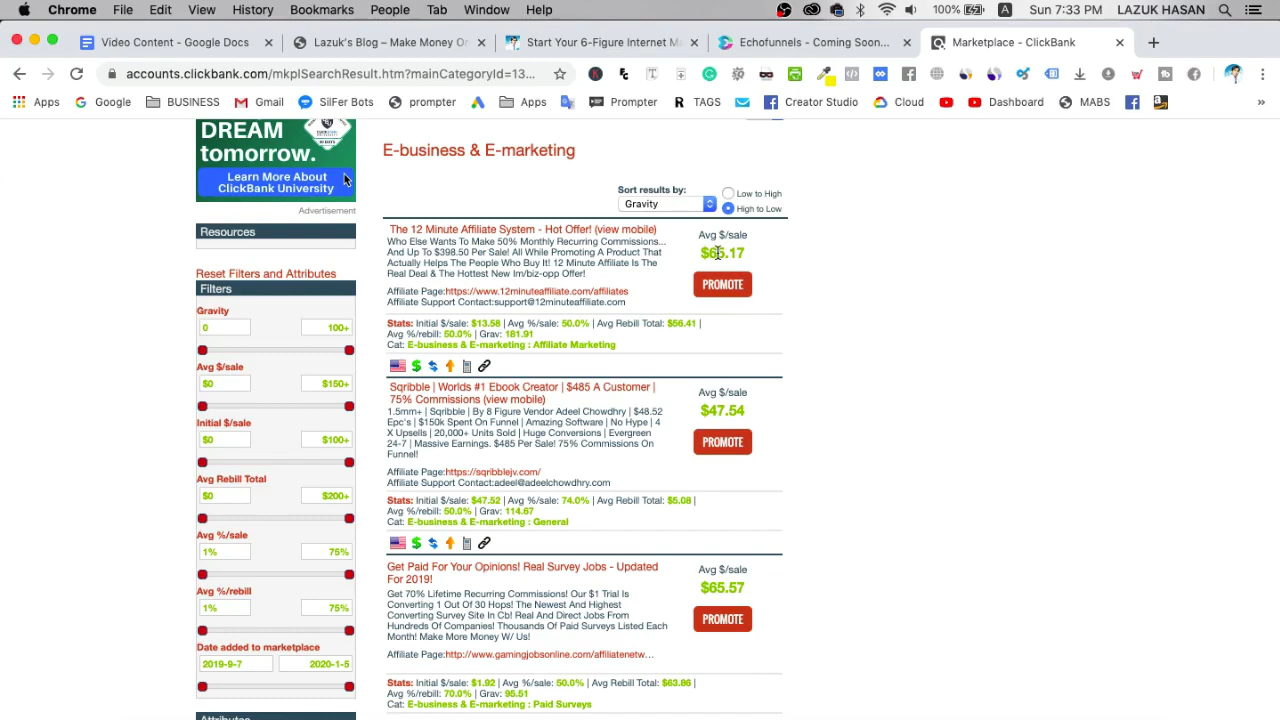 Chrome File Edit View History Bookmarks People Tab Window Help 100% A Sun 7:33 PM LAZUK HASAN
Video Content - Google Docs × Lazuk's Blog – Make Money Or × Start Your 6-Figure Internet M × Echofunnels - Coming Soon... × Marketplace - ClickBank × +
accounts.clickbank.com/mkplSearchResult.htm?mainCategoryId=13...
Apps Google BUSINESS Gmail SilFer Bots prompter Apps Prompter TAGS Creator Studio Cloud Dashboard MABS »
DREAM
tomorrow.
Learn More About
ClickBank University
Advertisement
Resources
Reset Filters and Attributes
Filters
Gravity
0 100+
Avg $/sale
$0 $150+
Initial $/sale
$0 $100+
Avg Rebill Total
$0 $200+
Avg %/sale
1% 75%
Avg %/rebill
1% 75%
Date added to marketplace
2019-9-7 2020-1-5
Attributes
E-business & E-marketing
Sort results by:
Gravity
Low to High
High to Low
The 12 Minute Affiliate System - Hot Offer! (view mobile)
Who Else Wants To Make 50% Monthly Recurring Commissions...
And Up To $398.50 Per Sale! All While Promoting A Product That
Actually Helps The People Who Buy It! 12 Minute Affiliate Is The
Real Deal & The Hottest New Im/biz-opp Offer!
Affiliate Page:https://www.12minuteaffiliate.com/affiliates
Affiliate Support Contact:support@12minuteaffiliate.com
Avg $/sale
PROMOTE
Stats: Initial $/sale: $13.58 | Avg %/sale: 50.0% | Avg Rebill Total: $56.41 |
Avg %/rebill: 50.0% | Grav: 181.91
Cat: E-business & E-marketing : Affiliate Marketing
Sqribble | Worlds #1 Ebook Creator | $485 A Customer |
75% Commissions (view mobile)
1.5mm+ | Sqribble | By 8 Figure Vendor Adeel Chowdhry | $48.52
Epc's | $150k Spent On Funnel | Amazing Software | No Hype | 4
X Upsells | 20,000+ Units Sold | Huge Conversions | Evergreen
24-7 | Massive Earnings. $485 Per Sale! 75% Commissions On
Funnel!
Affiliate Page:https://sqribblejv.com/
Affiliate Support Contact:adeel@adeelchowdhry.com
Avg $/sale
$47.54
PROMOTE
Stats: Initial $/sale: $47.52 | Avg %/sale: 74.0% | Avg Rebill Total: $5.08 |
Avg %/rebill: 50.0% | Grav: 114.67
Cat: E-business & E-marketing : General
Get Paid For Your Opinions! Real Survey Jobs - Updated
For 2019!
Get 70% Lifetime Recurring Commissions! Our $1 Trial Is
Converting 1 Out Of 30 Hops! The Newest And Highest
Converting Survey Site In Cb! Real And Direct Jobs From
Hundreds Of Companies! Thousands Of Paid Surveys Listed Each
Month! Make More Money W/ Us!
Affiliate Page:http://www.gamingjobsonline.com/affiliatenetw...
Avg $/sale
$65.57
PROMOTE
Stats: Initial $/sale: $1.92 | Avg %/sale: 50.0% | Avg Rebill Total: $63.86 |
Avg %/rebill: 70.0% | Grav: 95.51
Cat: E-business & E-marketing : Paid Surveys